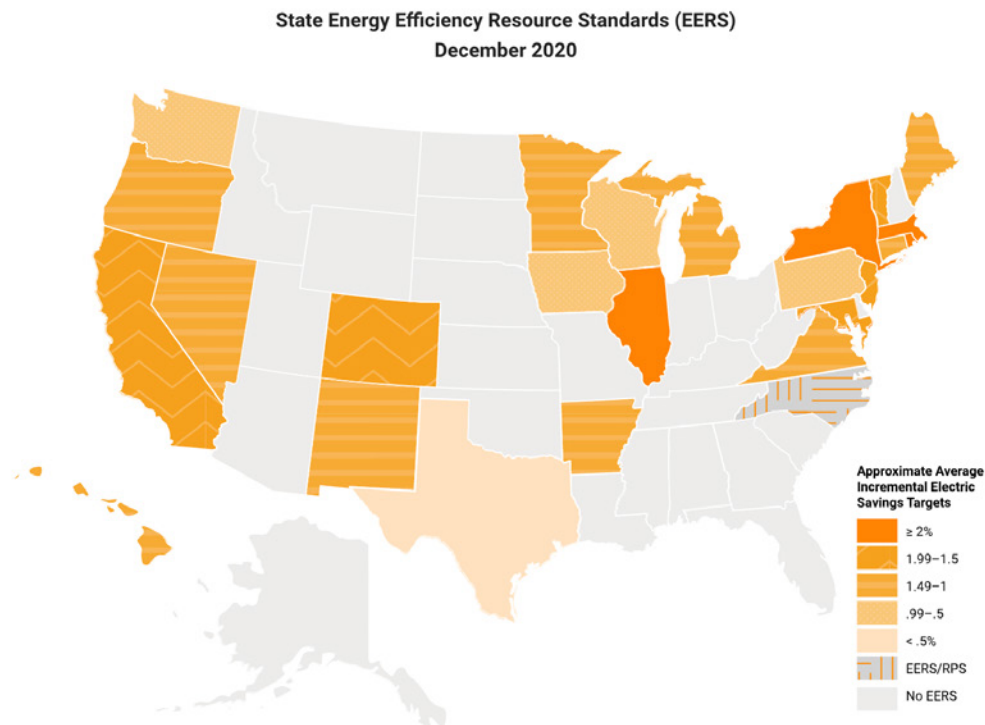 State Energy Efficiency Resource Standards (EERS)
December 2020
Approximate Average
Incremental Electric
Savings Targets
≥ 2%
1.99–1.5
1.49–1
.99–.5
< .5%
EERS/RPS
No EERS